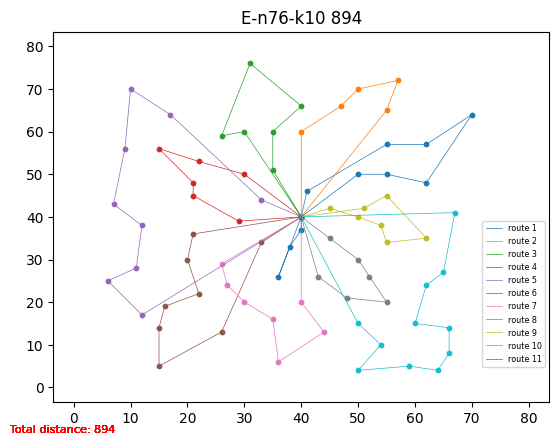 E-n76-k10 894
80
70
60
50
40
30
20
10
0
0 10 20 30 40 50 60 70 80
route 1
route 2
route 3
route 4
route 5
route 6
route 7
route 8
route 9
route 10
route 11
Total distance: 894